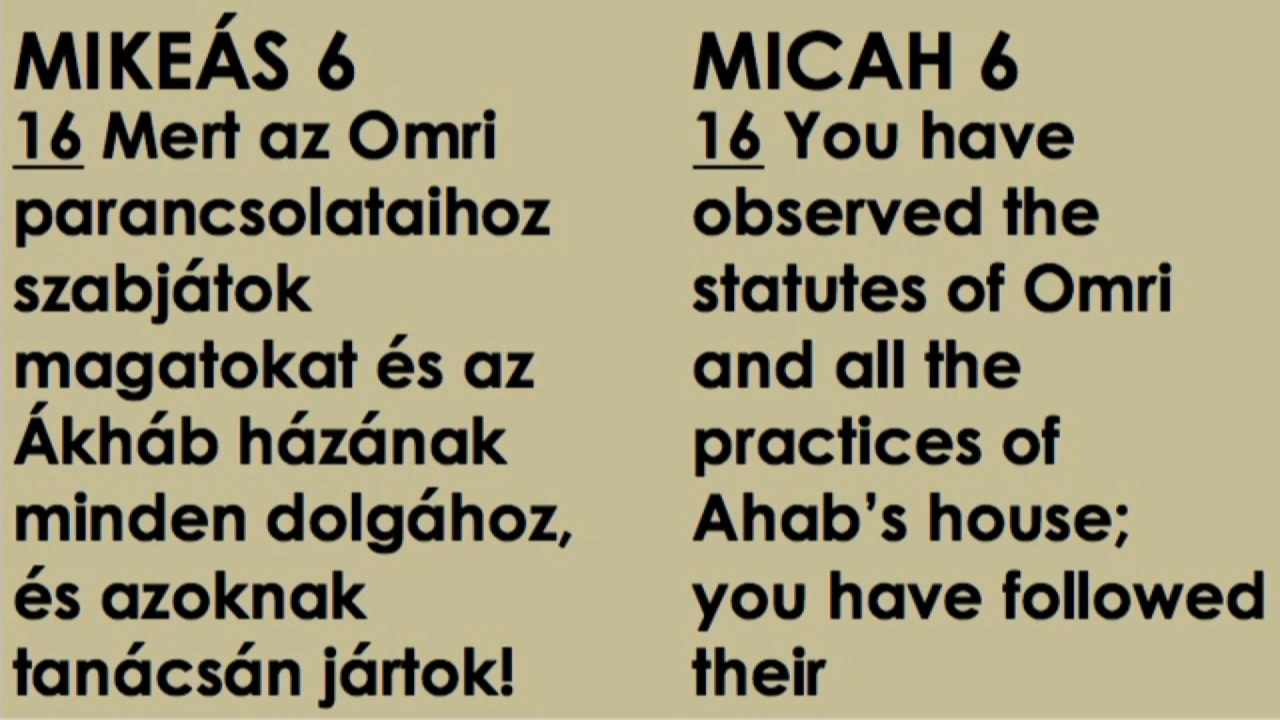 MIKEÁS 6
16 Mert az Omri
parancsolataihoz
szabjátok
magatokat és az
Ákháb házának
minden dolgához,
és azoknak
tanácsán jártok!
MICAH 6
16 You have
observed the
statutes of Omri
and all the
practices of
Ahab’s house;
you have followed
their